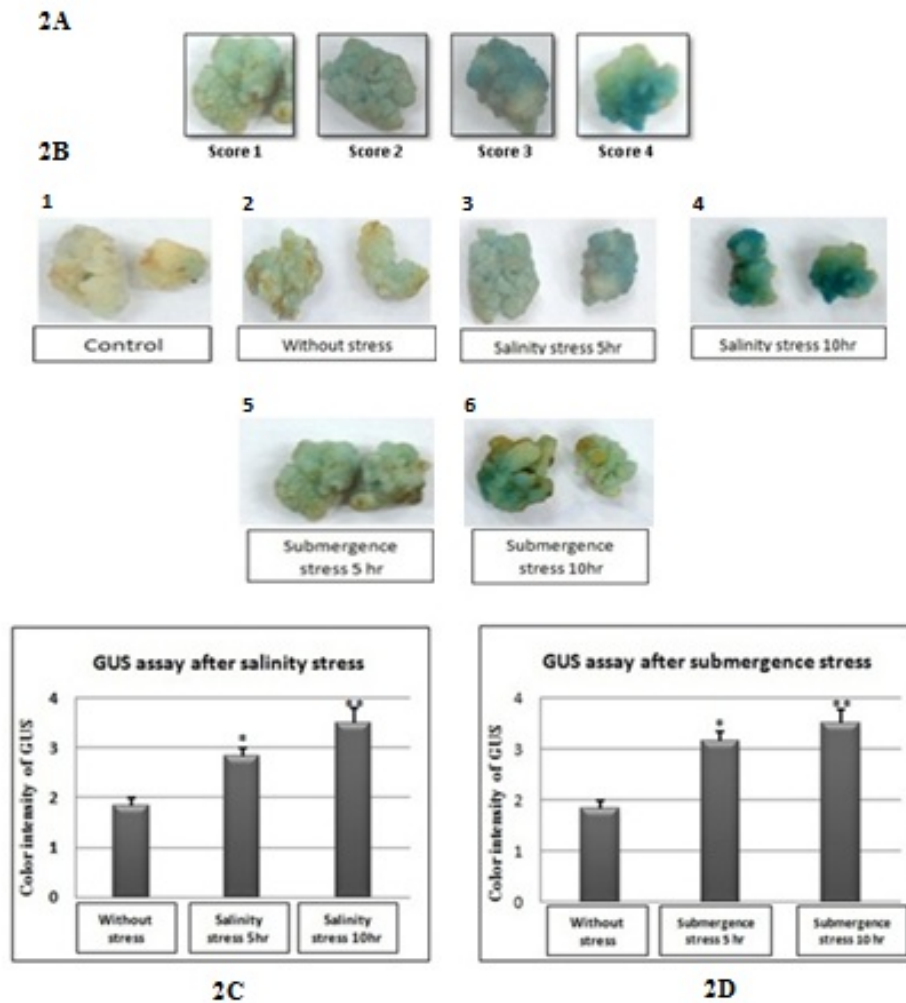 2A
Score 1 Score 2 Score 3 Score 4
2B
1 2 3 4
Control Without stress Salinity stress 5hr Salinity stress 10hr
5 6
Submergence
stress 5 hr
Submergence
stress 10hr
GUS assay after salinity stress
Color intensity of GUS
4
3
2
1
0
*
**
Without
stress
Salinity
stress 5hr
Salinity
stress 10hr
2C
GUS assay after submergence stress
Color intensity of GUS
4
3
2
1
0
*
**
Without
stress
Submergence
stress 5 hr
Submergence
stress 10 hr
2D